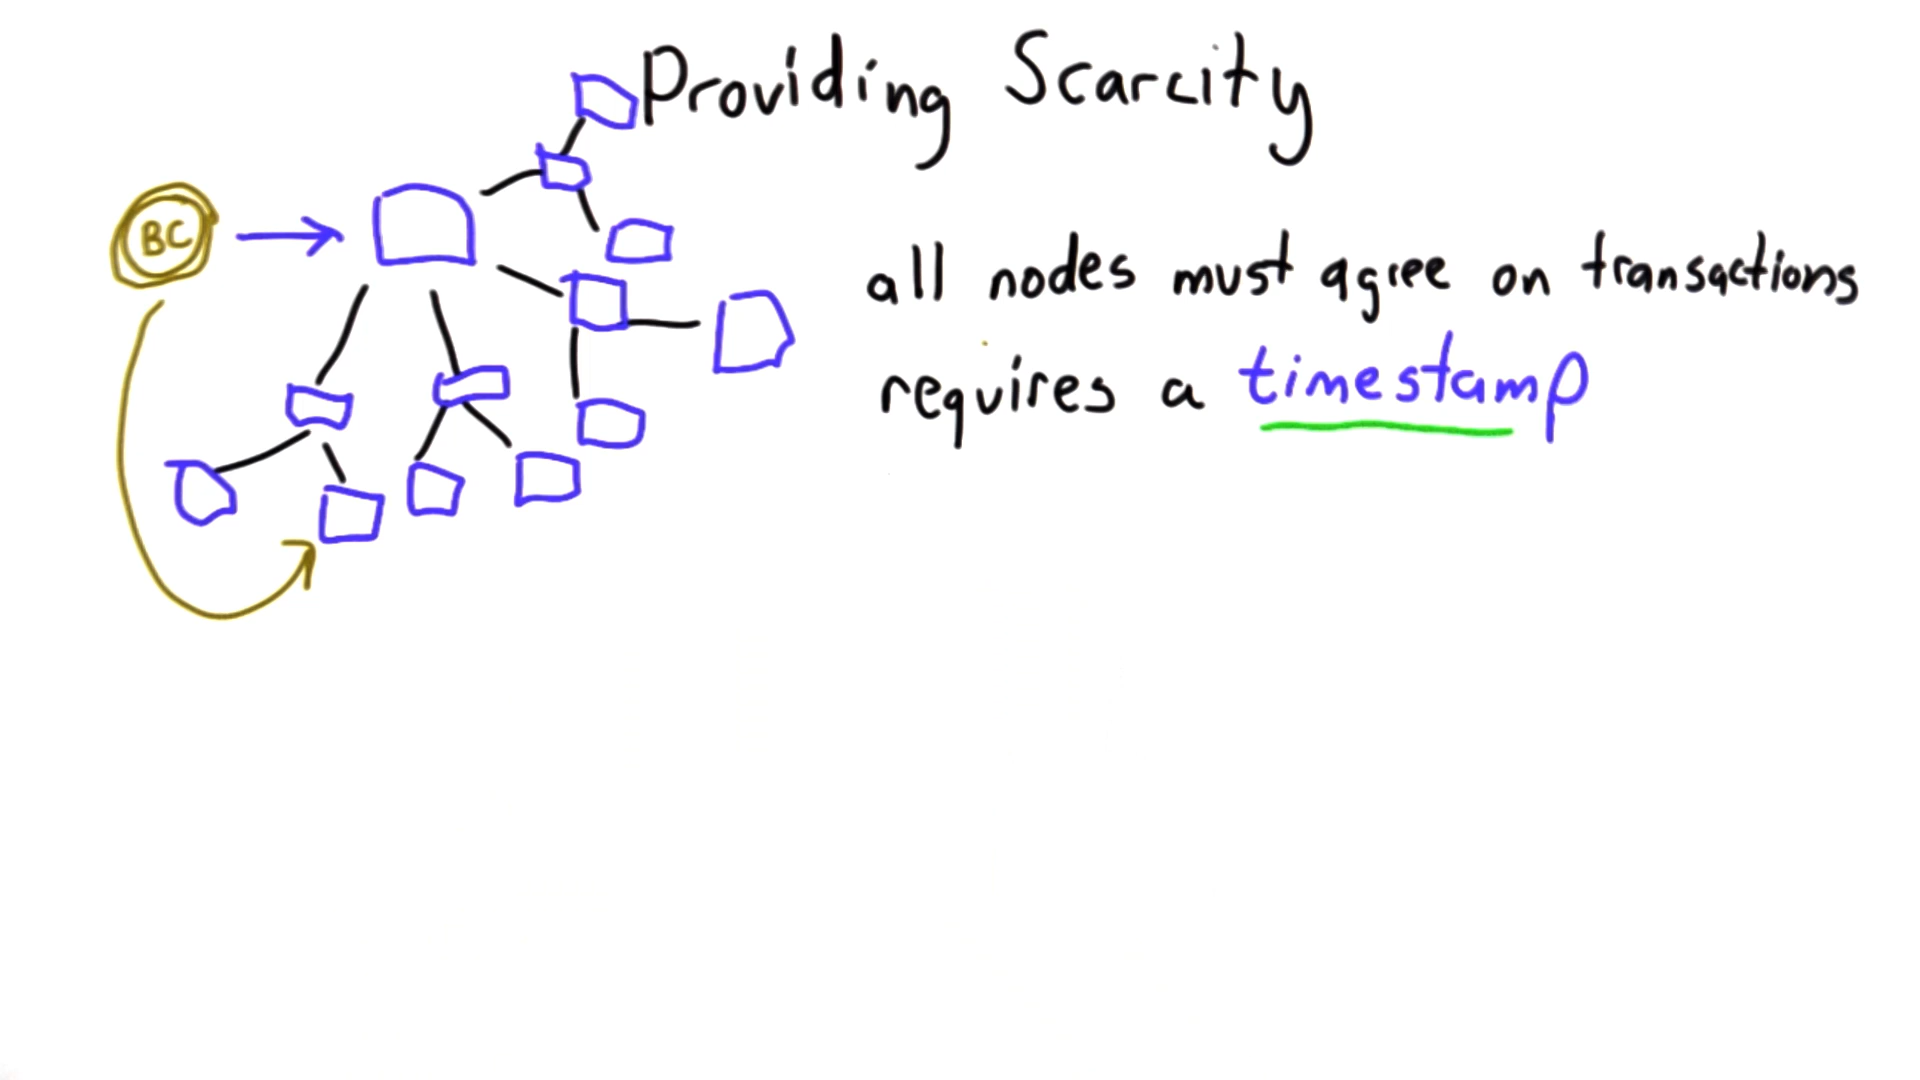 Providing Scarcity
BC
all nodes must agree on transactions
requires a timestamp